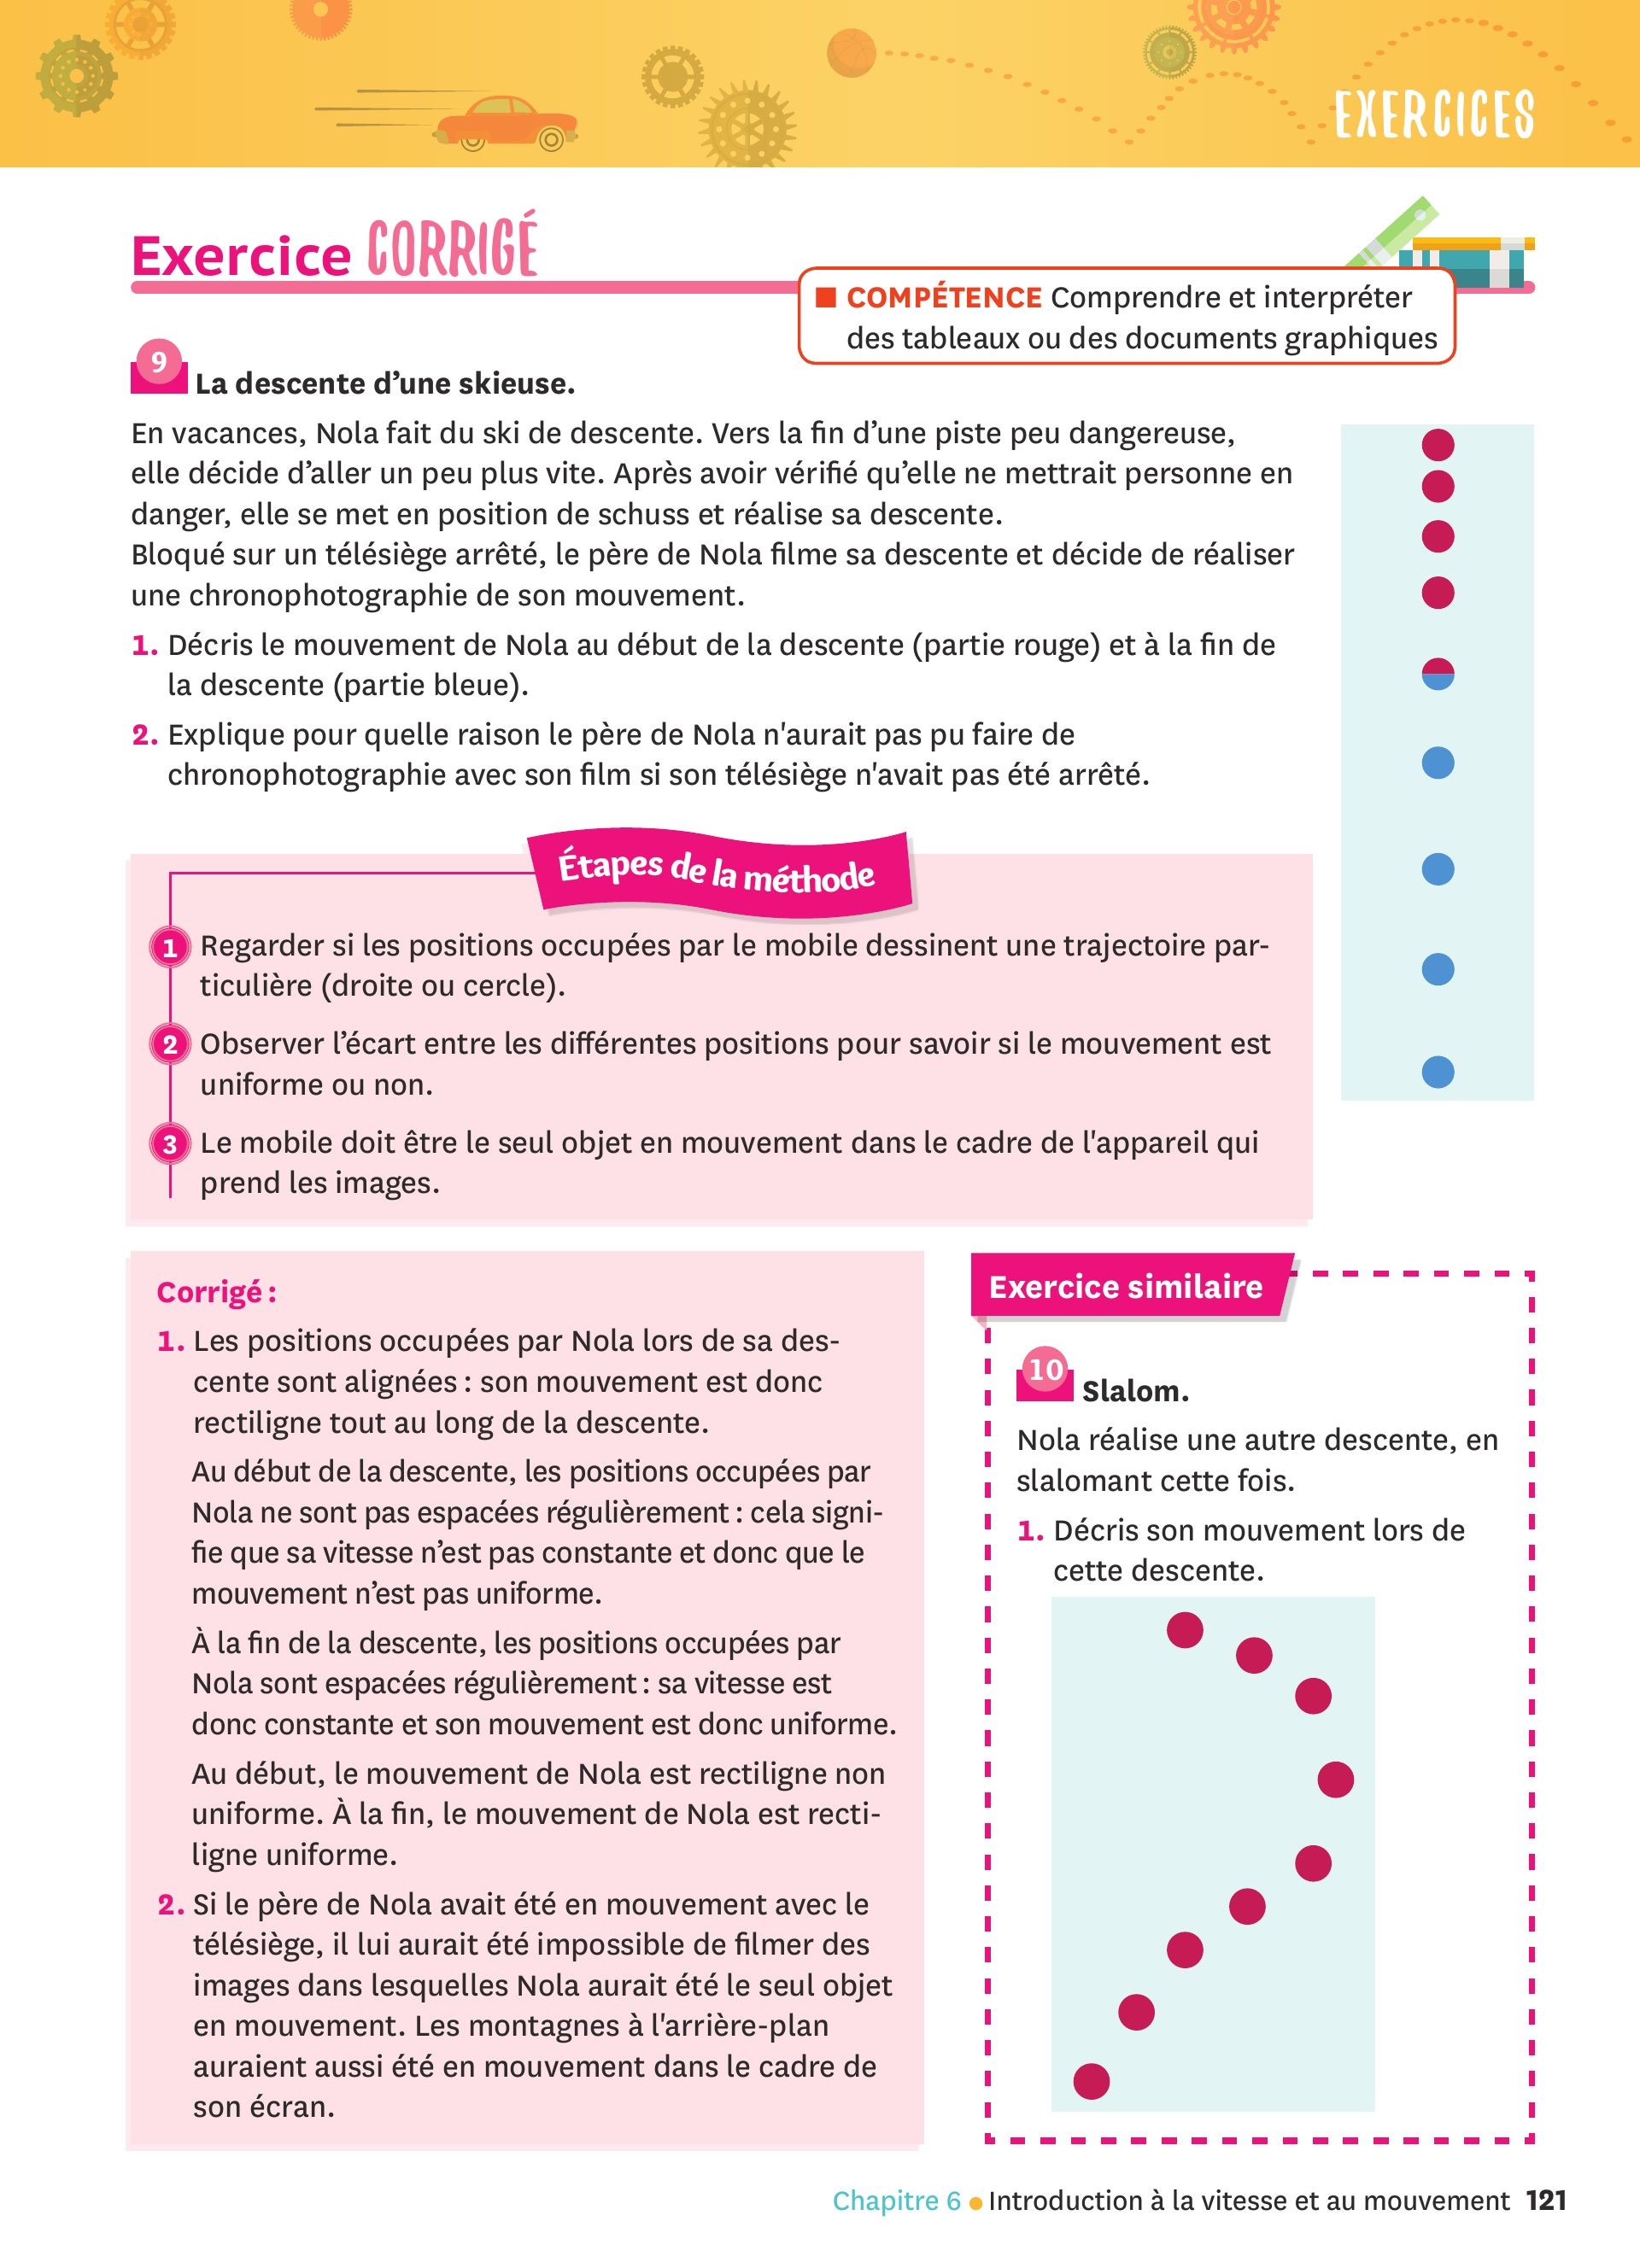 EXERCICES
Exercice CORRIGÉ
■ COMPÉTENCE Comprendre et interpréter
des tableaux ou des documents graphiques
9 La descente d’une skieuse.
En vacances, Nola fait du ski de descente. Vers la fin d’une piste peu dangereuse,
elle décide d’aller un peu plus vite. Après avoir vérifié qu’elle ne mettrait personne en
danger, elle se met en position de schuss et réalise sa descente.
Bloqué sur un télésiège arrêté, le père de Nola filme sa descente et décide de réaliser
une chronophotographie de son mouvement.
1. Décris le mouvement de Nola au début de la descente (partie rouge) et à la fin de
la descente (partie bleue).
2. Explique pour quelle raison le père de Nola n'aurait pas pu faire de
chronophotographie avec son film si son télésiège n'avait pas été arrêté.
Étapes de la méthode
1 Regarder si les positions occupées par le mobile dessinent une trajectoire par-
ticulière (droite ou cercle).
2 Observer l’écart entre les différentes positions pour savoir si le mouvement est
uniforme ou non.
3 Le mobile doit être le seul objet en mouvement dans le cadre de l'appareil qui
prend les images.
Corrigé :
1. Les positions occupées par Nola lors de sa des-
cente sont alignées : son mouvement est donc
rectiligne tout au long de la descente.
Au début de la descente, les positions occupées par
Nola ne sont pas espacées régulièrement : cela signi-
fie que sa vitesse n’est pas constante et donc que le
mouvement n’est pas uniforme.
À la fin de la descente, les positions occupées par
Nola sont espacées régulièrement : sa vitesse est
donc constante et son mouvement est donc uniforme.
Au début, le mouvement de Nola est rectiligne non
uniforme. À la fin, le mouvement de Nola est recti-
ligne uniforme.
2. Si le père de Nola avait été en mouvement avec le
télésiège, il lui aurait été impossible de filmer des
images dans lesquelles Nola aurait été le seul objet
en mouvement. Les montagnes à l'arrière-plan
auraient aussi été en mouvement dans le cadre de
son écran.
Exercice similaire
10 Slalom.
Nola réalise une autre descente, en
slalomant cette fois.
1. Décris son mouvement lors de
cette descente.
Chapitre 6 • Introduction à la vitesse et au mouvement 121